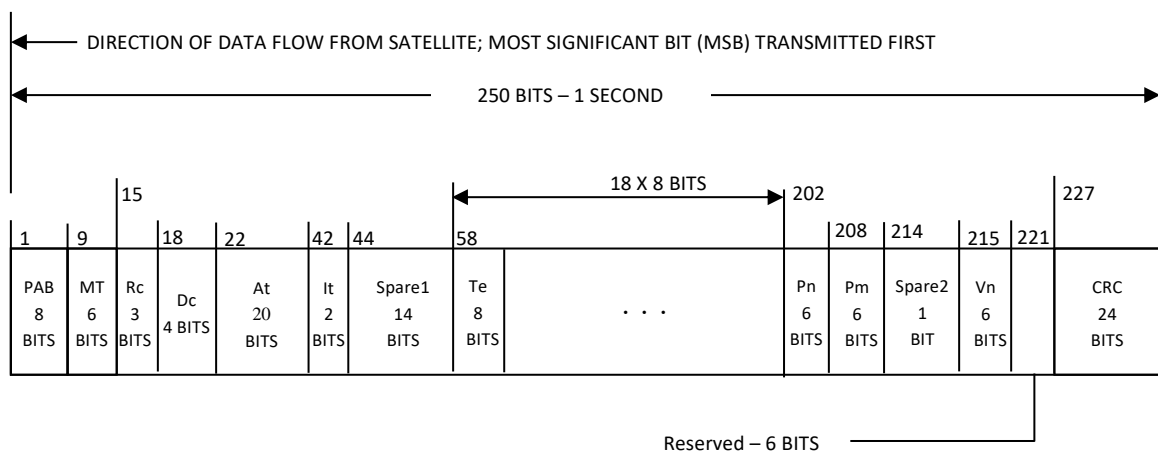 DIRECTION OF DATA FLOW FROM SATELLITE; MOST SIGNIFICANT BIT (MSB) TRANSMITTED FIRST
250 BITS – 1 SECOND
15
18 X 8 BITS
202
227
1
9
18
22
42
44
58
208
214
215
221
PAB
8
BITS
MT
6
BITS
Rc
3
BITS
Dc
4 BITS
At
20
BITS
It
2
BITS
Spare1
14
BITS
Te
8
BITS
. . .
Pn
6
BITS
Pm
6
BITS
Spare2
1
BIT
Vn
6
BITS
CRC
24
BITS
Reserved – 6 BITS